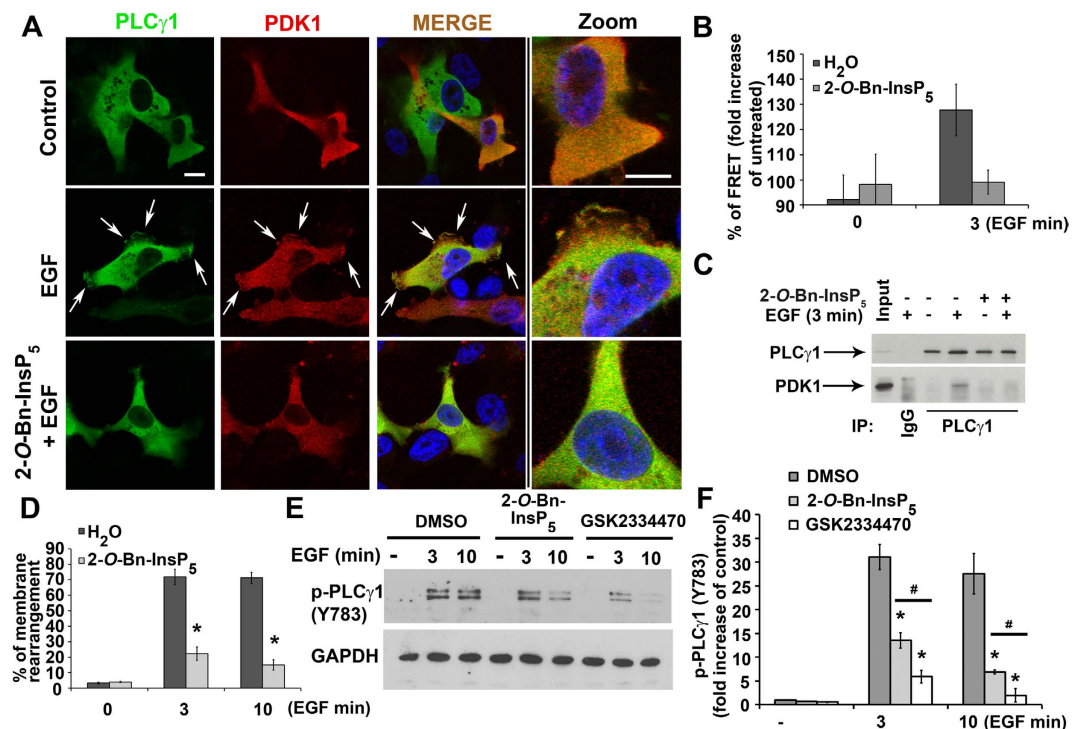 A
PLCγ1
PDK1
MERGE
Zoom
Control
EGF
2-O-Bn-InsP5
+ EGF
B
% of FRET (fold increase
of untreated)
150
140
130
120
110
100
90
H2O
2-O-Bn-InsP5
0
3 (EGF min)
C
2-O-Bn-InsP5 - - - + +
EGF (3 min) + - + - +
Input
PLCγ1
PDK1
IP:
IgG
PLCγ1
D
% of membrane
rearrangement
90
80
70
60
50
40
30
20
10
0
H2O
2-O-Bn-InsP5
*
*
0
3
10
(EGF min)
E
DMSO
2-O-Bn-
InsP5
GSK2334470
EGF (min) - 3 10 - 3 10 - 3 10
p-PLCγ1
(Y783)
GAPDH
F
DMSO
2-O-Bn-InsP5
GSK2334470
p-PLCγ1 (Y783)
(fold increase of control)
40
35
30
25
20
15
10
5
0
#
*
*
#
*
*
-
3
10 (EGF min)